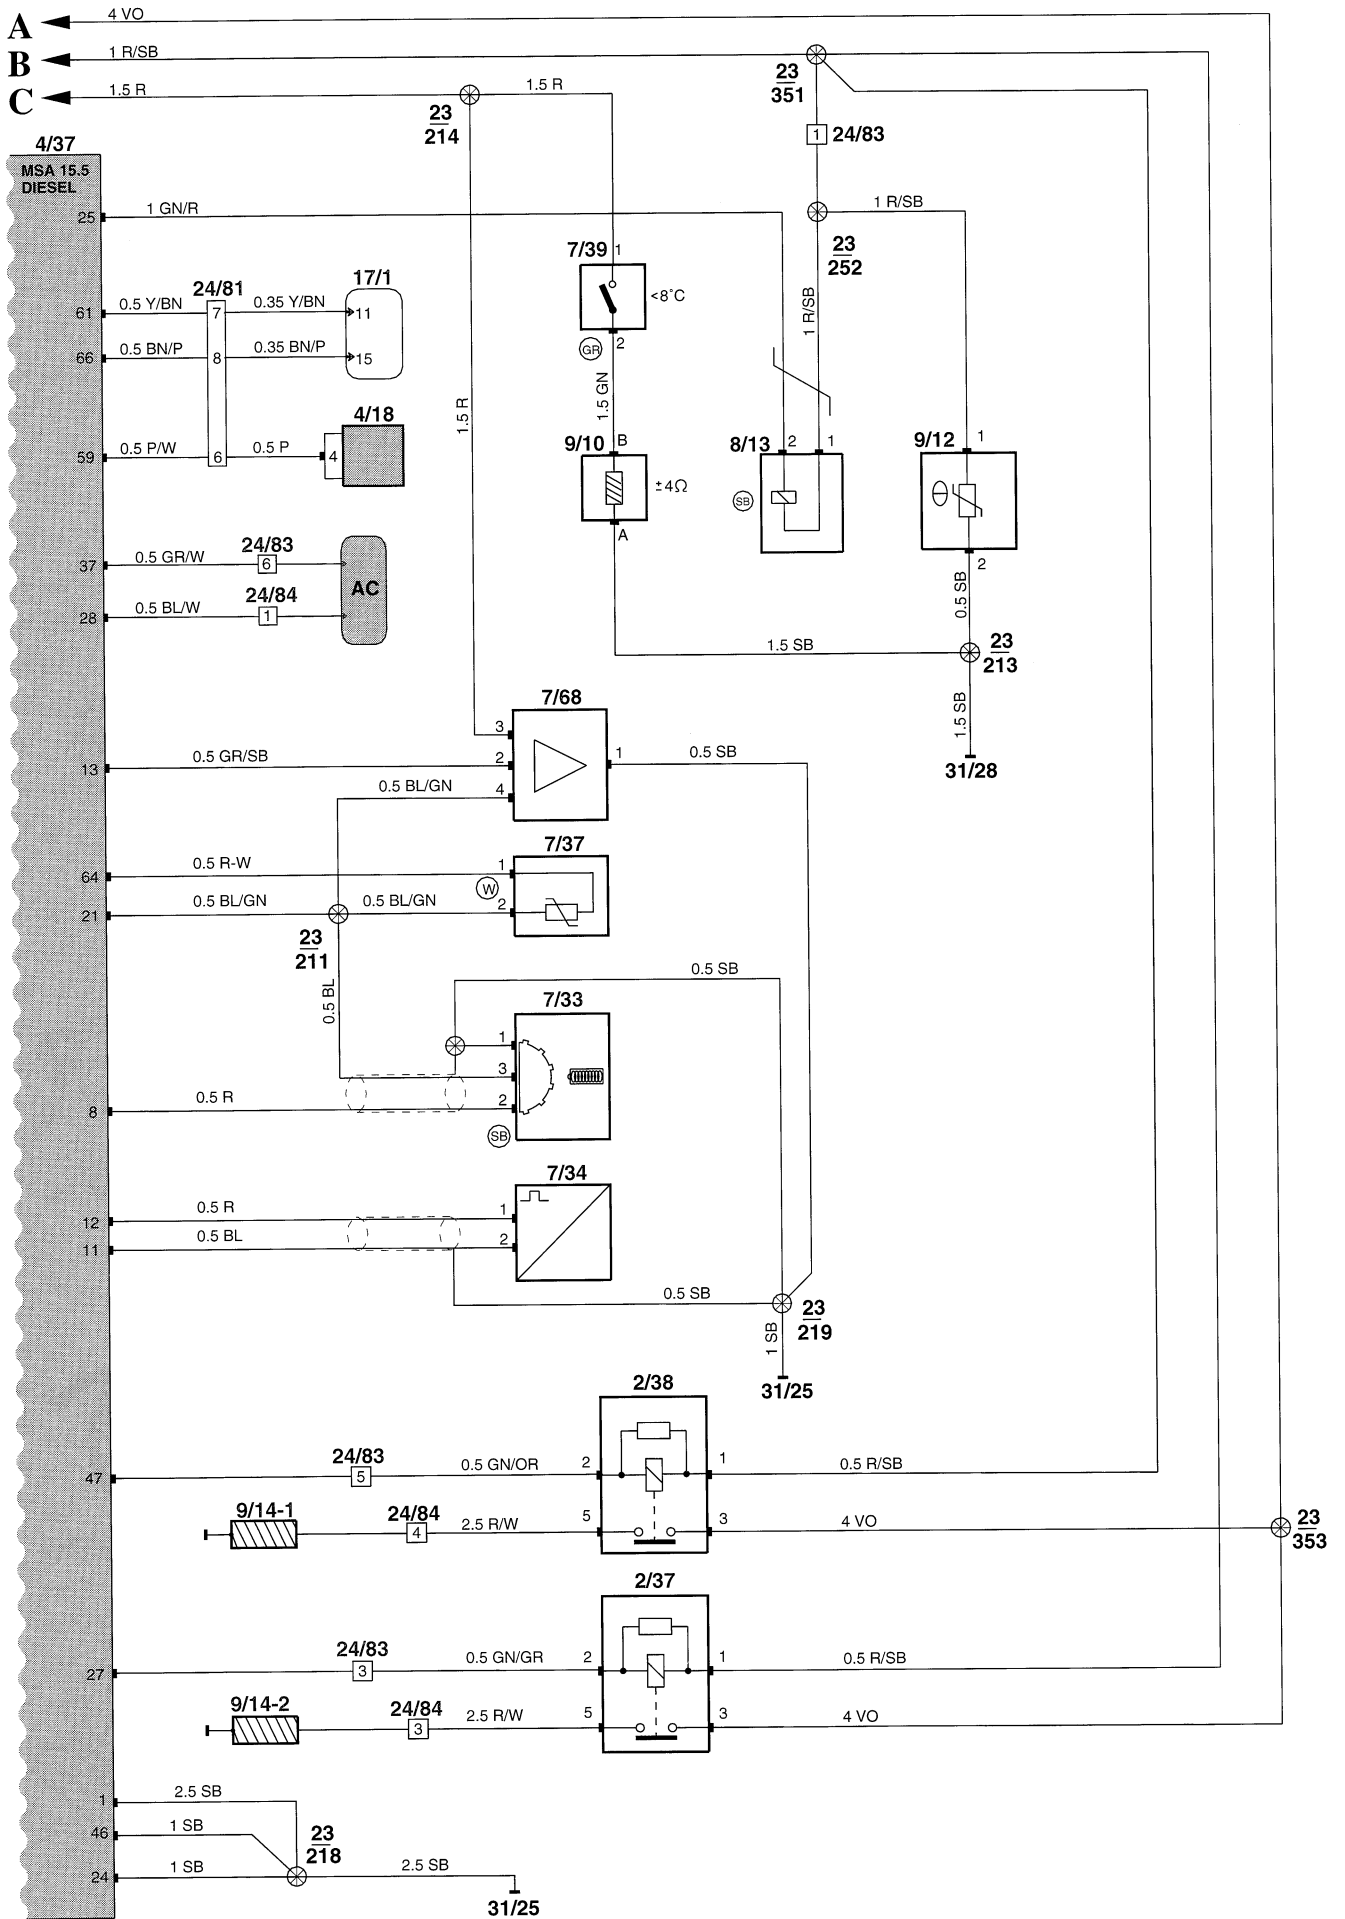 A 4 VO
B 1 R/SB
C 1.5 R
1.5 R
23
351
23
214
1 24/83
4/37
MSA 15.5
DIESEL
25 1 GN/R
1 R/SB
23
252
7/39 1
<8°C
GR 2
17/1
24/81
61 0.5 Y/BN 7 0.35 Y/BN 11
66 0.5 BN/P 8 0.35 BN/P 15
1 R/SB
1.5 GN
1.5 R
4/18
59 0.5 P/W 6 0.5 P 4
9/10 B
±4Ω
A
8/13 2 1
SB
9/12 1
2
24/83
37 0.5 GR/W 6
24/84
28 0.5 BL/W 1
AC
0.5 SB
1.5 SB
23
213
1.5 SB
31/28
7/68
3
13 0.5 GR/SB 2
0.5 BL/GN 4
1 0.5 SB
7/37
64 0.5 R-W 1
W
21 0.5 BL/GN 0.5 BL/GN 2
23
211
0.5 BL
0.5 SB
7/33
1
3
8 0.5 R 2
SB
7/34
12 0.5 R 1
11 0.5 BL 2
0.5 SB
23
219
1 SB
31/25
2/38
24/83
47 5 0.5 GN/OR 2 1 0.5 R/SB
9/14-1
24/84
4 2.5 R/W 5 3 4 VO
23
353
2/37
24/83
27 3 0.5 GN/GR 2 1 0.5 R/SB
9/14-2
24/84
3 2.5 R/W 5 3 4 VO
1 2.5 SB
46 1 SB
23
218
24 1 SB 2.5 SB
31/25